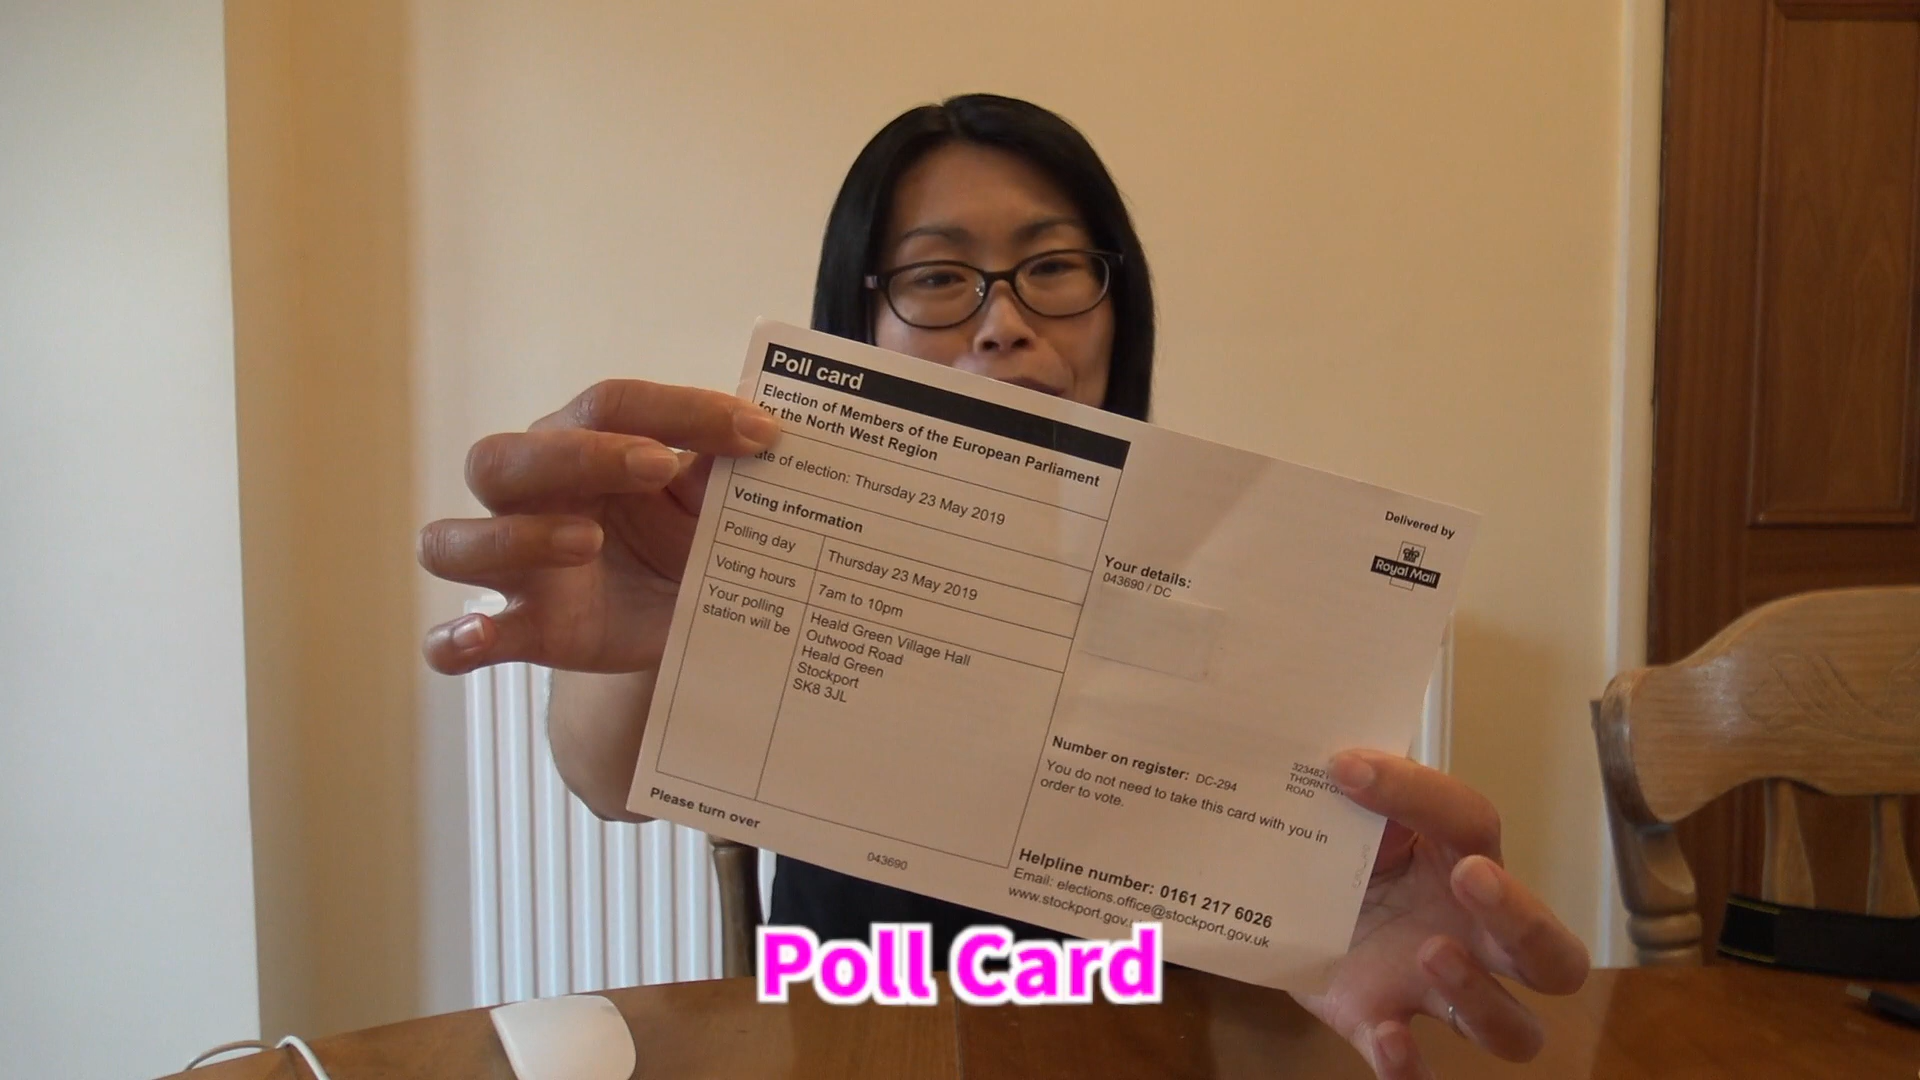 Poll card
Election of Members of the European Parliament
for the North West Region
Date of election: Thursday 23 May 2019
Voting information
Polling day
Thursday 23 May 2019
Voting hours
7am to 10pm
Your polling
station will be
Heald Green Village Hall
Outwood Road
Heald Green
Stockport
SK8 3JL
Please turn over
043690
Delivered by
Royal Mail
Your details:
043690 / DC
Number on register: DC-294
You do not need to take this card with you in
order to vote.
THORNTON
ROAD
Helpline number: 0161 217 6026
Email: elections.office@stockport.gov.uk
www.stockport.gov.
Poll Card